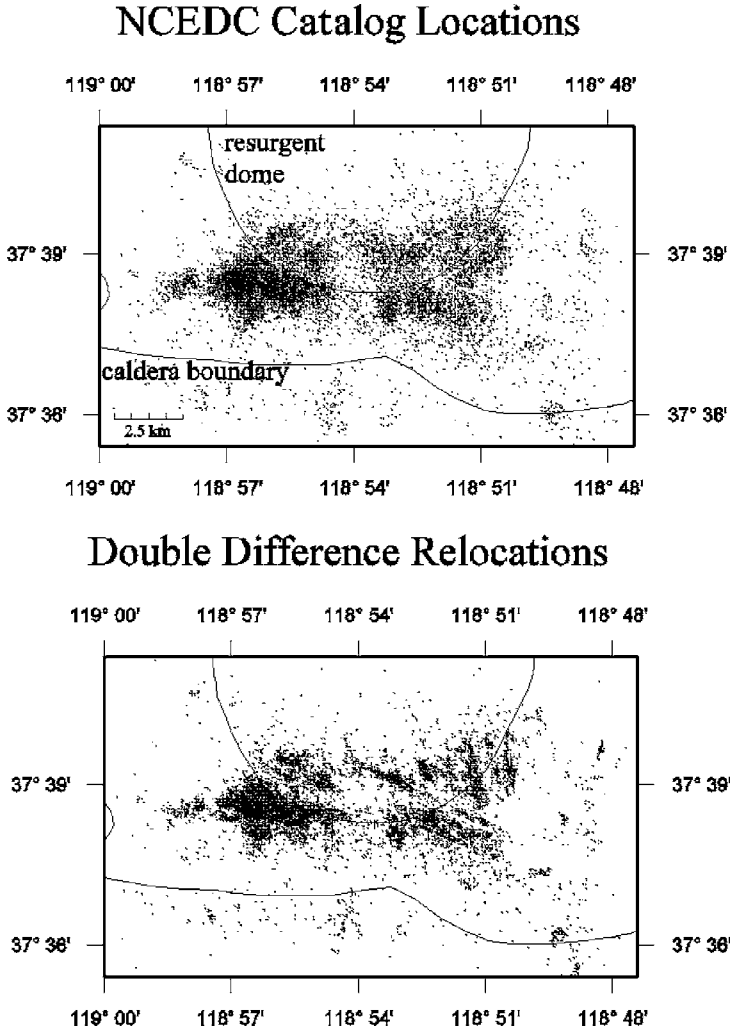 NCEDC Catalog Locations
119° 00' 118° 57' 118° 54' 118° 51' 118° 48'
resurgent
dome
37° 39' 37° 39'
caldera boundary
37° 36' 37° 36'
2.5 km
119° 00' 118° 57' 118° 54' 118° 51' 118° 48'
Double Difference Relocations
119° 00' 118° 57' 118° 54' 118° 51' 118° 48'
37° 39' 37° 39'
37° 36' 37° 36'
119° 00' 118° 57' 118° 54' 118° 51' 118° 48'